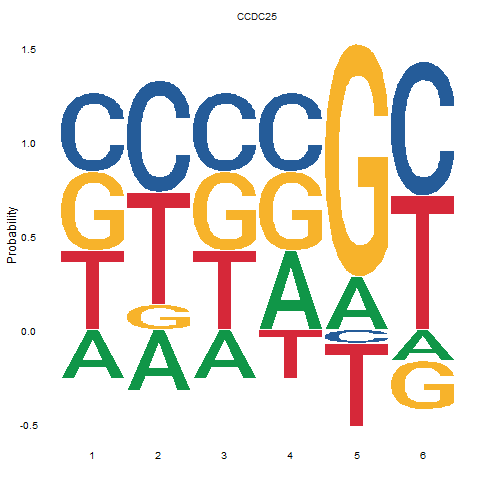 CCDC25
1.5
1.0
0.5
0.0
-0.5
Probability
C C C C G C
G T G G A T
T G T A C A
A A A T T G
1 2 3 4 5 6